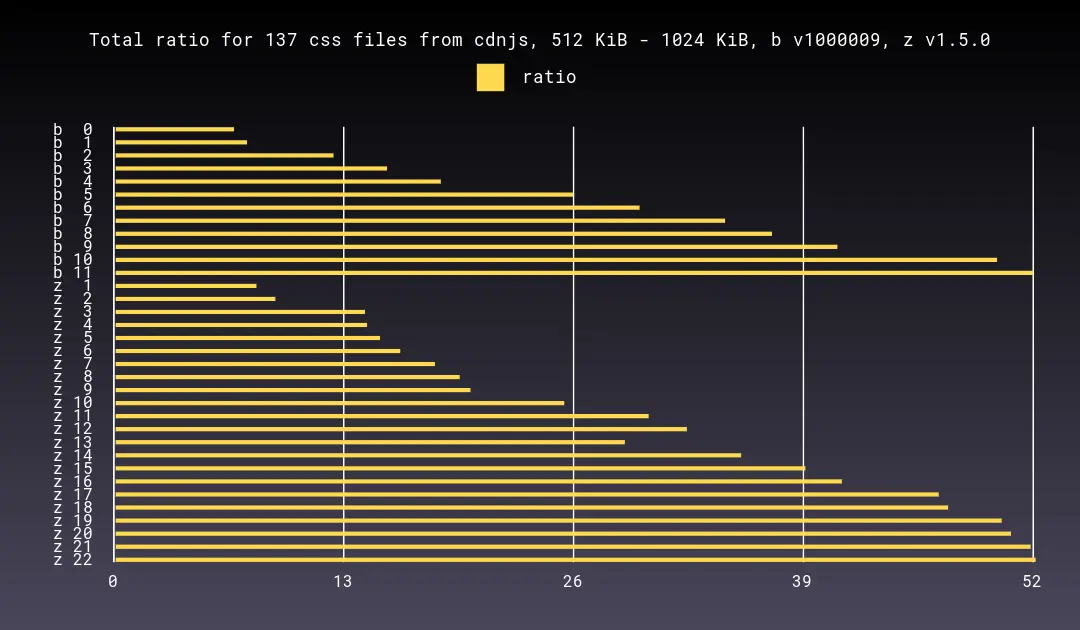 Total ratio for 137 css files from cdnjs, 512 KiB - 1024 KiB, b v1000009, z v1.5.0
ratio
b 0
b 1
b 2
b 3
b 4
b 5
b 6
b 7
b 8
b 9
b 10
b 11
z 1
z 2
z 3
z 4
z 5
z 6
z 7
z 8
z 9
z 10
z 11
z 12
z 13
z 14
z 15
z 16
z 17
z 18
z 19
z 20
z 21
z 22
0 13 26 39 52